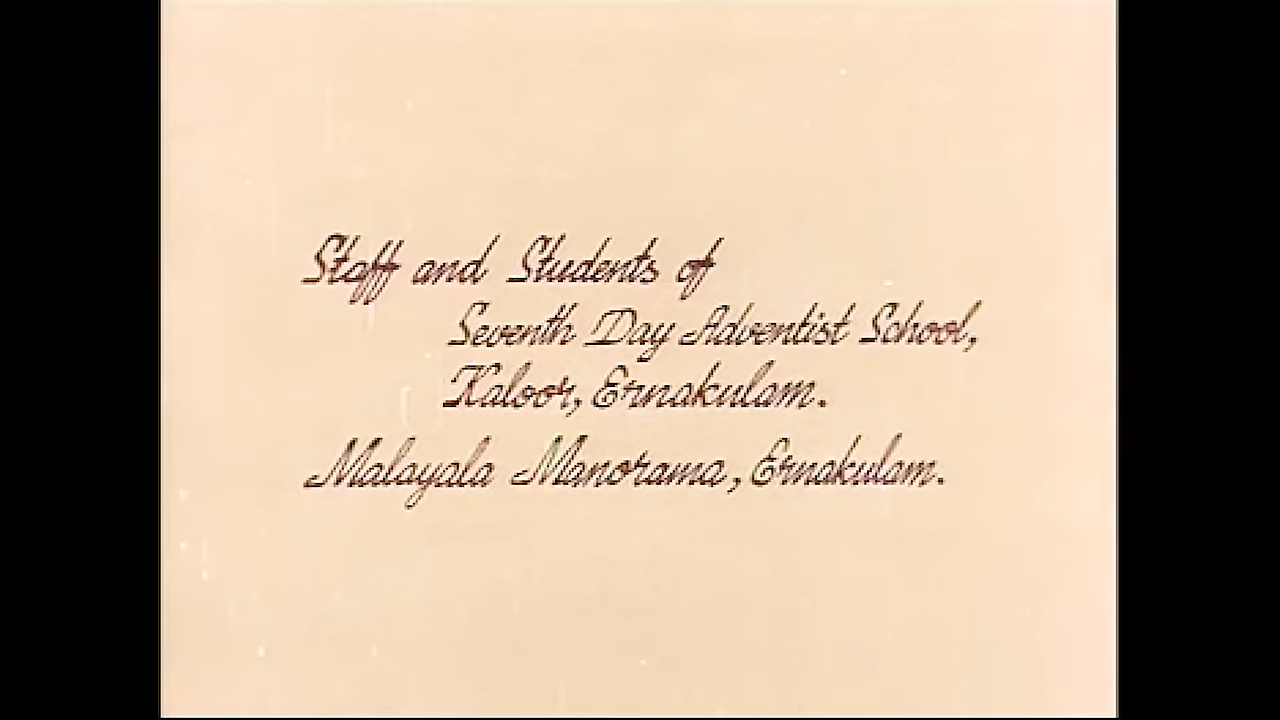 Staff and Students of
Seventh Day Adventist School,
Kaloor, Ernakulam.
Malayala Manorama, Ernakulam.